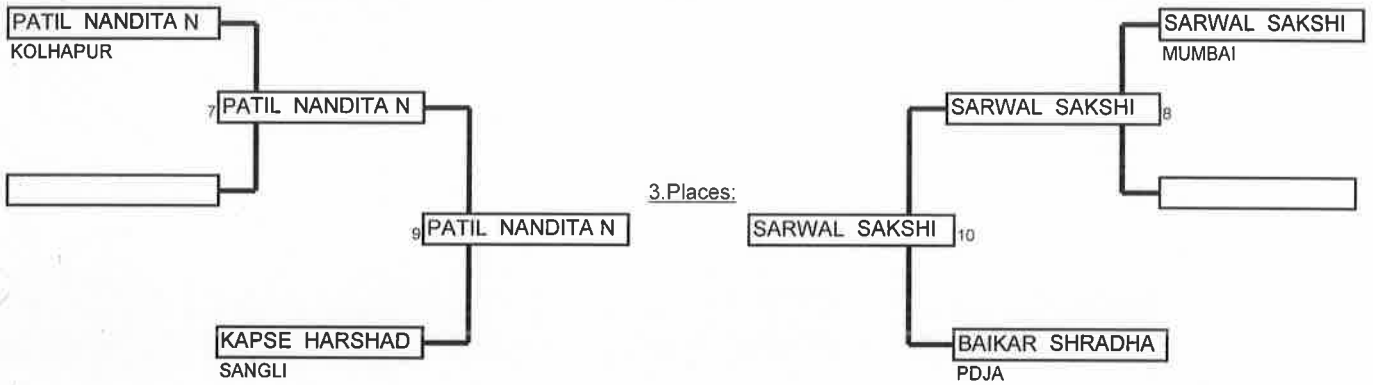 PATIL NANDITA N
KOLHAPUR
7 PATIL NANDITA N
9 PATIL NANDITA N
KAPSE HARSHAD
SANGLI
3.Places:
SARWAL SAKSHI
MUMBAI
SARWAL SAKSHI 8
SARWAL SAKSHI 10
BAIKAR SHRADHA
PDJA